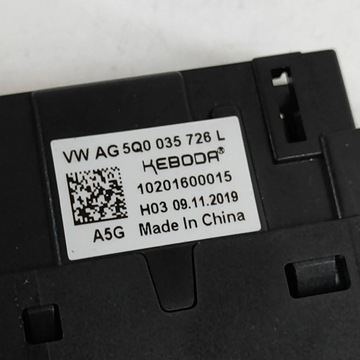 VW AG 5Q0 035 726 L
KEBODA
10201600015
H03 09.11.2019
A5G Made In China